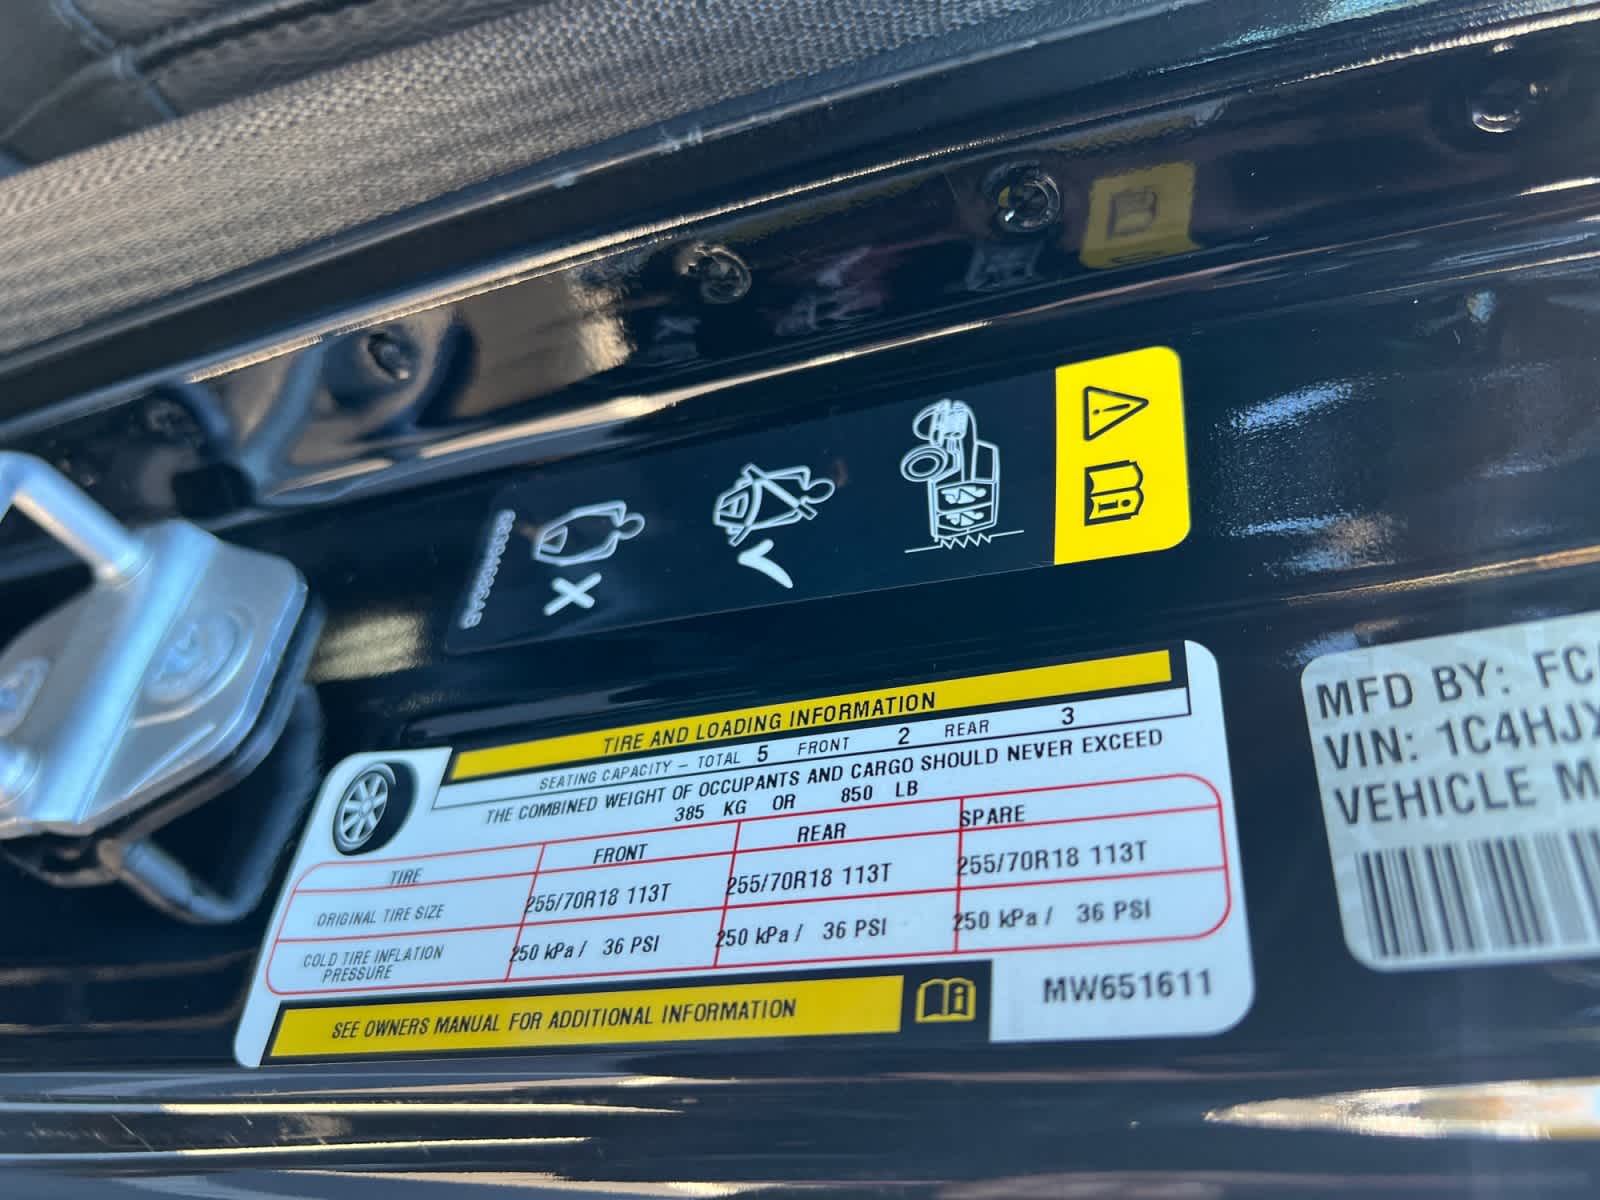 TIRE AND LOADING INFORMATION
SEATING CAPACITY – TOTAL 5 FRONT 2 REAR 3
THE COMBINED WEIGHT OF OCCUPANTS AND CARGO SHOULD NEVER EXCEED
385 KG OR 850 LB
TIRE FRONT REAR SPARE
ORIGINAL TIRE SIZE 255/70R18 113T 255/70R18 113T 255/70R18 113T
COLD TIRE INFLATION PRESSURE 250 kPa / 36 PSI 250 kPa / 36 PSI 250 kPa / 36 PSI
SEE OWNERS MANUAL FOR ADDITIONAL INFORMATION
MW651611
MFD BY: FC
VIN: 1C4HJX
VEHICLE M